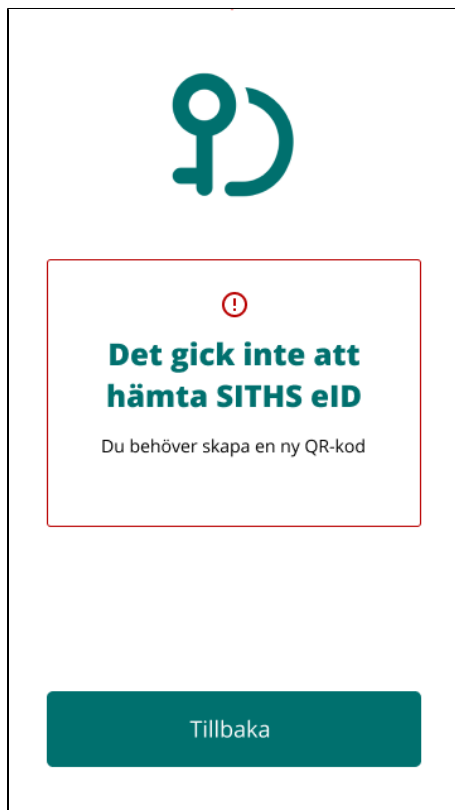 Det gick inte att
hämta SITHS eID
Du behöver skapa en ny QR-kod
Tillbaka